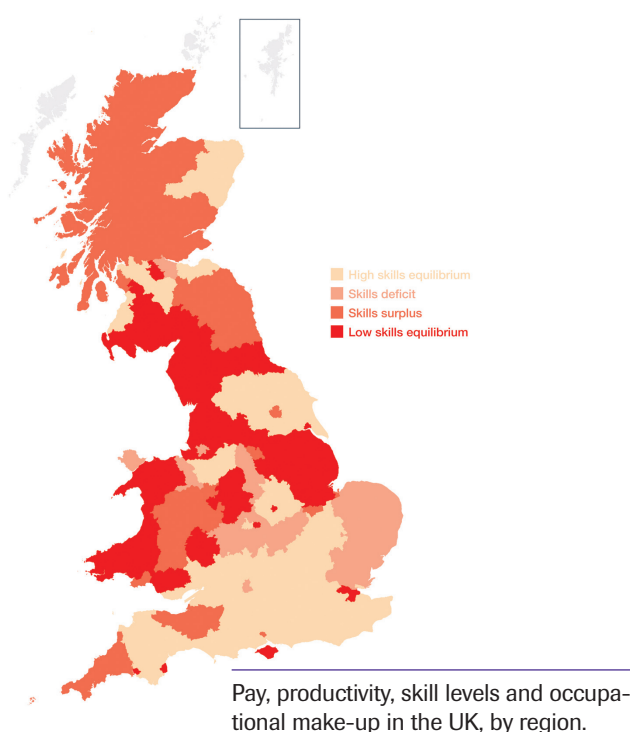 High skills equilibrium
Skills deficit
Skills surplus
Low skills equilibrium
Pay, productivity, skill levels and occupa-
tional make-up in the UK, by region.